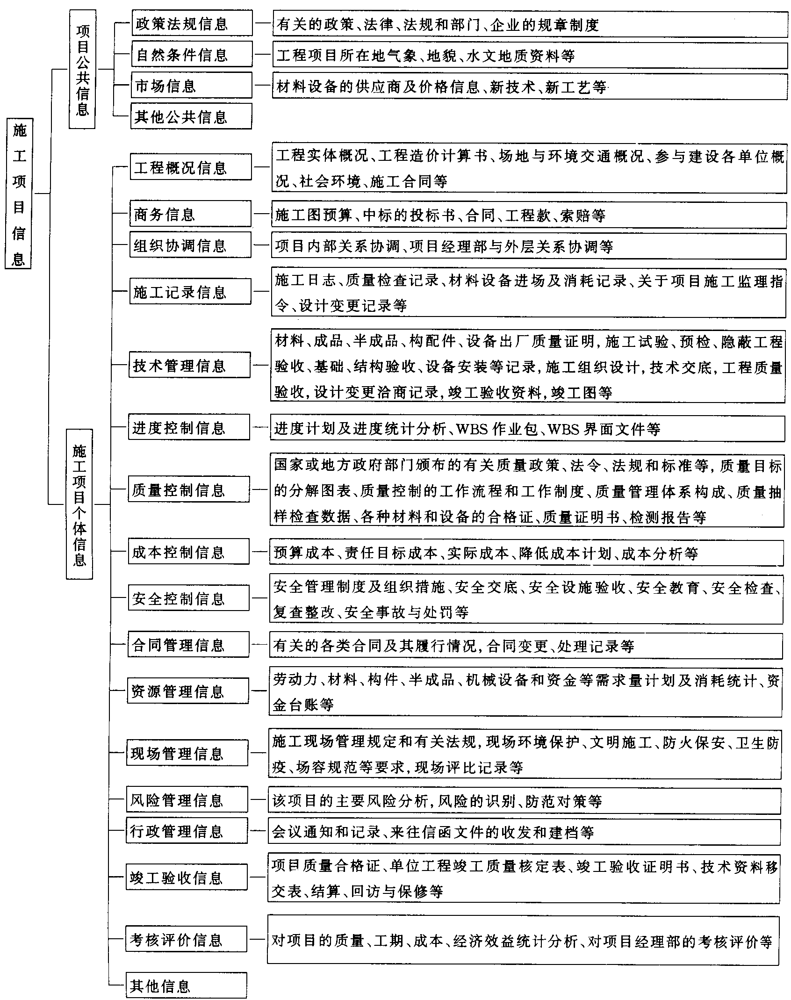 施工项目信息
项目公共信息
政策法规信息
有关的政策、法律、法规和部门、企业的规章制度
自然条件信息
工程项目所在地气象、地貌、水文地质资料等
市场信息
材料设备的供应商及价格信息、新技术、新工艺等
其他公共信息
施工项目个体信息
工程概况信息
工程实体概况、工程造价计算书、场地与环境交通概况、参与建设各单位概
况、社会环境、施工合同等
商务信息
施工图预算、中标的投标书、合同、工程款、索赔等
组织协调信息
项目内部关系协调、项目经理部与外层关系协调等
施工记录信息
施工日志、质量检查记录、材料设备进场及消耗记录、关于项目施工监理指
令、设计变更记录等
技术管理信息
材料、成品、半成品、构配件、设备出厂质量证明,施工试验、预检、隐蔽工程
验收、基础、结构验收、设备安装等记录,施工组织设计,技术交底,工程质量
验收,设计变更洽商记录,竣工验收资料,竣工图等
进度控制信息
进度计划及进度统计分析、WBS 作业包、WBS 界面文件等
质量控制信息
国家或地方政府部门颁布的有关质量政策、法令、法规和标准等,质量目标
的分解图表、质量控制的工作流程和工作制度、质量管理体系构成、质量抽
样检查数据、各种材料和设备的合格证、质量证明书、检测报告等
成本控制信息
预算成本、责任目标成本、实际成本、降低成本计划、成本分析等
安全控制信息
安全管理制度及组织措施、安全交底、安全设施验收、安全教育、安全检查、
复查整改、安全事故与处罚等
合同管理信息
有关的各类合同及其履行情况,合同变更、处理记录等
资源管理信息
劳动力、材料、构件、半成品、机械设备和资金等需求量计划及消耗统计、资
金台账等
现场管理信息
施工现场管理规定和有关法规,现场环境保护、文明施工、防火保安、卫生防
疫、场容规范等要求,现场评比记录等
风险管理信息
该项目的主要风险分析,风险的识别、防范对策等
行政管理信息
会议通知和记录、来往信函文件的收发和建档等
竣工验收信息
项目质量合格证、单位工程竣工质量核定表、竣工验收证明书、技术资料移
交表、结算、回访与保修等
考核评价信息
对项目的质量、工期、成本、经济效益统计分析、对项目经理部的考核评价等
其他信息